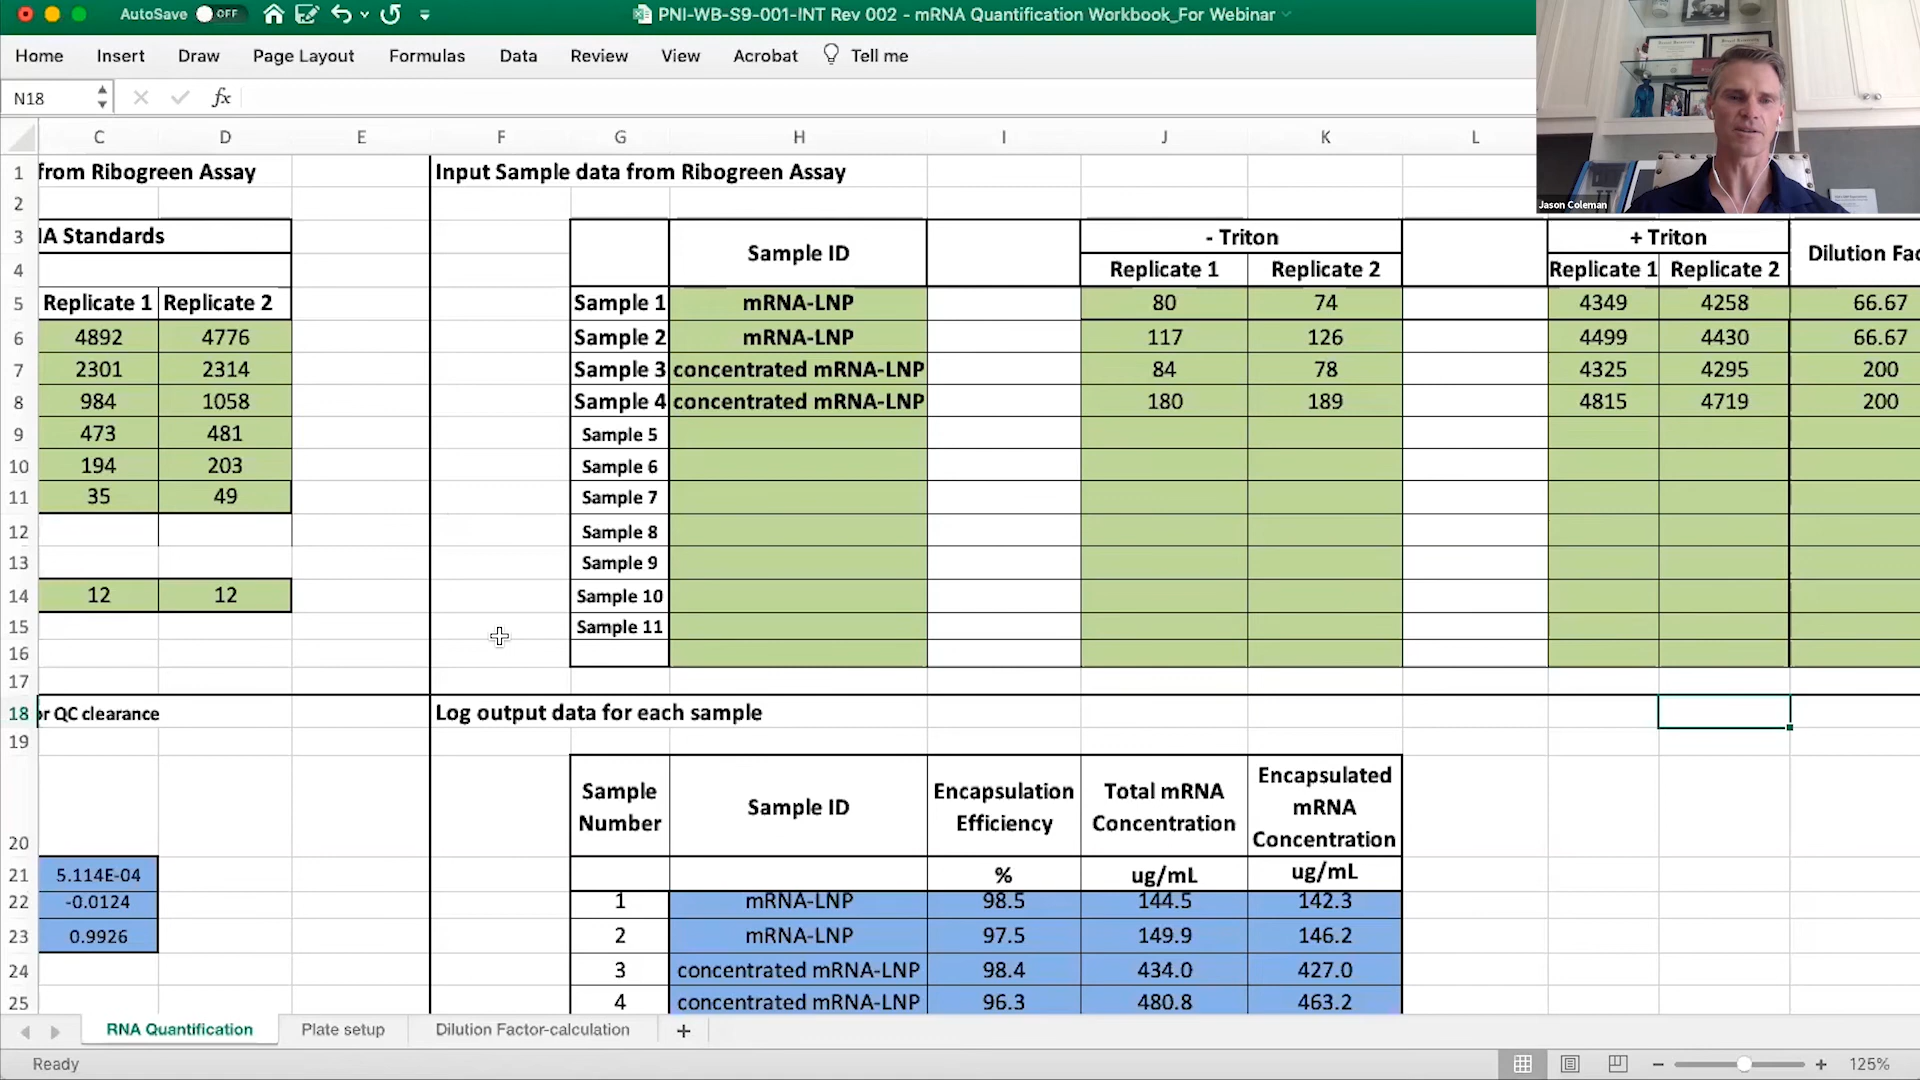 AutoSave OFF PNI-WB-S9-001-INT Rev 002 - mRNA Quantification Workbook_For Webinar
Home Insert Draw Page Layout Formulas Data Review View Acrobat Tell me
N18 fx
Jason Coleman
C D E F G H I J K L
1 from Ribogreen Assay Input Sample data from Ribogreen Assay
2
3 IA Standards Sample ID - Triton + Triton Dilution Fac
4 Replicate 1 Replicate 2 Replicate 1 Replicate 2
5 Replicate 1 Replicate 2 Sample 1 mRNA-LNP 80 74 4349 4258 66.67
6 4892 4776 Sample 2 mRNA-LNP 117 126 4499 4430 66.67
7 2301 2314 Sample 3 concentrated mRNA-LNP 84 78 4325 4295 200
8 984 1058 Sample 4 concentrated mRNA-LNP 180 189 4815 4719 200
9 473 481 Sample 5
10 194 203 Sample 6
11 35 49 Sample 7
12 Sample 8
13 Sample 9
14 12 12 Sample 10
15 Sample 11
16
17
18 or QC clearance Log output data for each sample
19
20 Sample Number Sample ID Encapsulation Efficiency Total mRNA Concentration Encapsulated mRNA Concentration
21 5.114E-04 % ug/mL ug/mL
22 -0.0124 1 mRNA-LNP 98.5 144.5 142.3
23 0.9926 2 mRNA-LNP 97.5 149.9 146.2
24 3 concentrated mRNA-LNP 98.4 434.0 427.0
25 4 concentrated mRNA-LNP 96.3 480.8 463.2
RNA Quantification Plate setup Dilution Factor-calculation +
Ready 125%